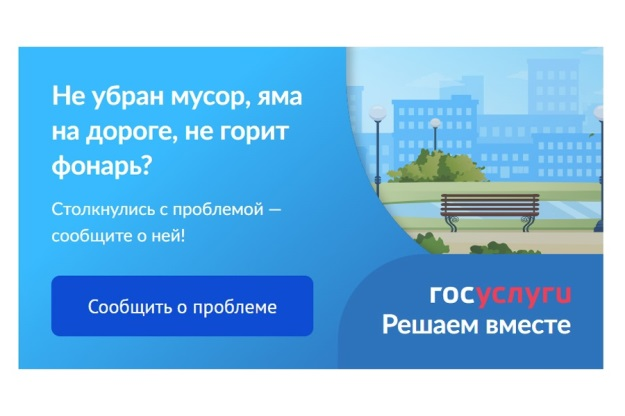 Не убран мусор, яма
на дороге, не горит
фонарь?
Столкнулись с проблемой —
сообщите о ней!
Сообщить о проблеме
госуслуги
Решаем вместе